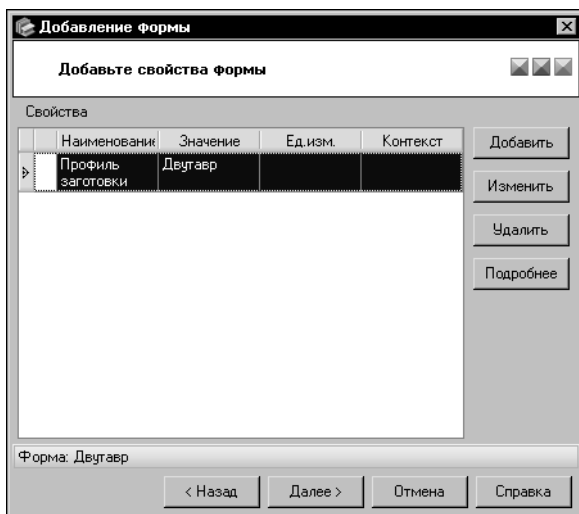 Добавление формы
Добавьте свойства формы
Свойства
Наименование Значение Ед.изм. Контекст
Профиль Двутавр
заготовки
Добавить
Изменить
Удалить
Подробнее
Форма: Двутавр
< Назад Далее > Отмена Справка